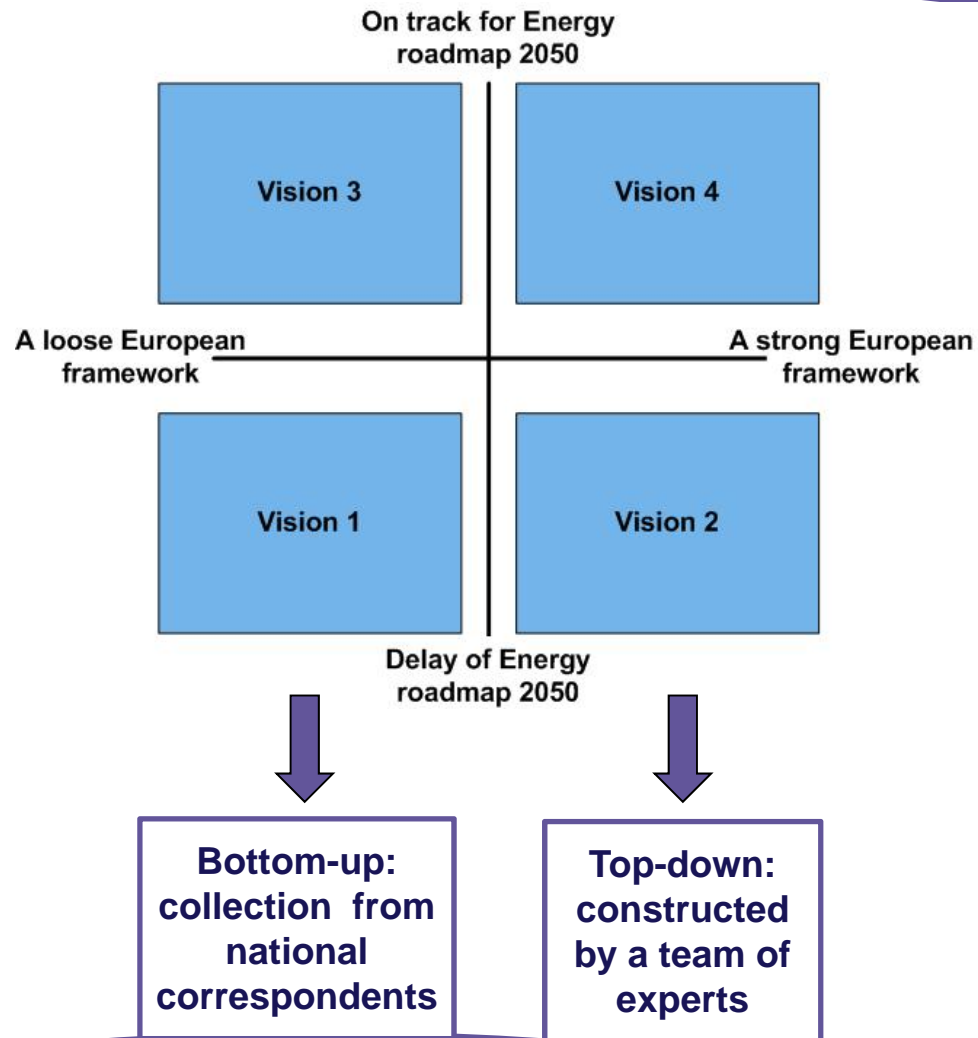 On track for Energy
roadmap 2050
Vision 3
Vision 4
A loose European
framework
A strong European
framework
Vision 1
Vision 2
Delay of Energy
roadmap 2050
Bottom-up:
collection from
national
correspondents
Top-down:
constructed
by a team of
experts